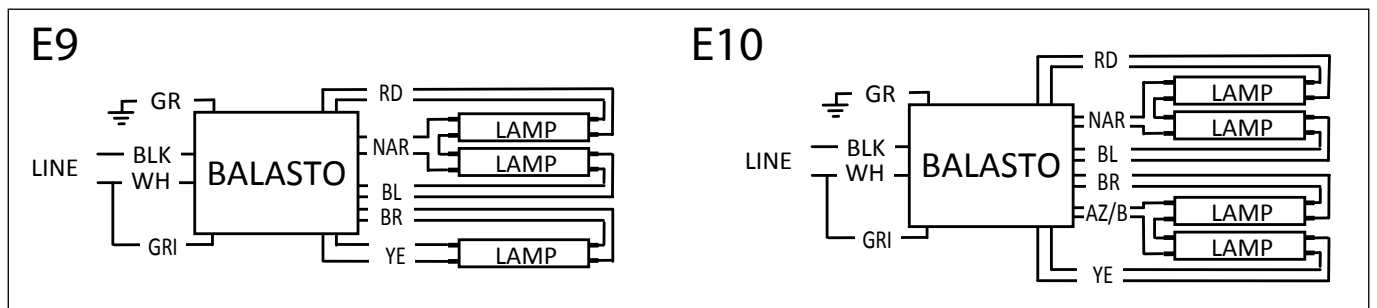 E9
GR
LINE
BLK
WH
GRI
BALASTO
RD
NAR
BL
BR
YE
LAMP
LAMP
LAMP
E10
GR
BLK
LINE
WH
GRI
BALASTO
RD
NAR
BL
BR
AZ/B
YE
LAMP
LAMP
LAMP
LAMP